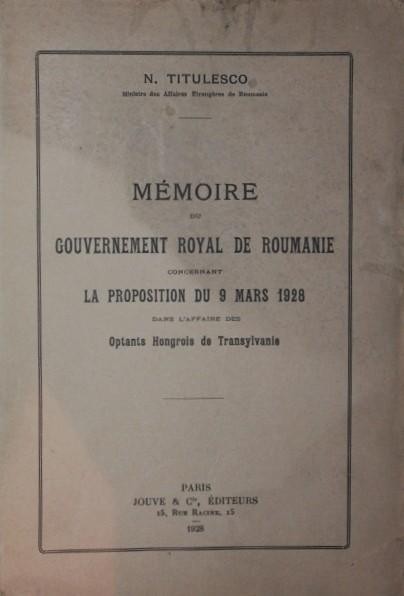 N. TITULESCO
Ministre des Affaires Étrangères de Roumanie
MÉMOIRE
DU
GOUVERNEMENT ROYAL DE ROUMANIE
CONCERNANT
LA PROPOSITION DU 9 MARS 1928
DANS L'AFFAIRE DES
Optants Hongrois de Transylvanie
PARIS
JOUVE & Cie, ÉDITEURS
15, RUE RACINE, 15
1928